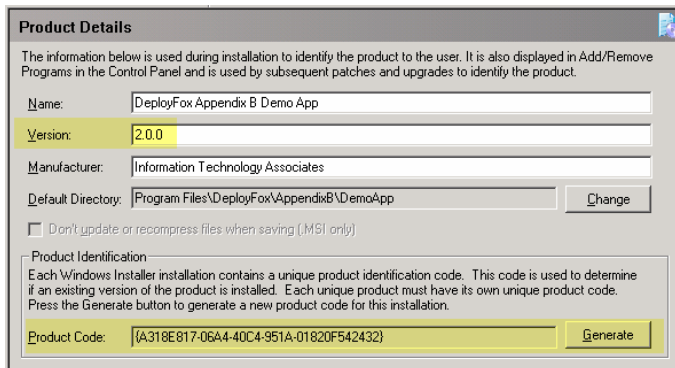 Product Details
The information below is used during installation to identify the product to the user. It is also displayed in Add/Remove
Programs in the Control Panel and is used by subsequent patches and upgrades to identify the product.
Name: DeployFox Appendix B Demo App
Version: 2.0.0
Manufacturer: Information Technology Associates
Default Directory: Program Files\DeployFox\AppendixB\DemoApp Change
Don't update or recompress files when saving (.MSI only)
Product Identification
Each Windows Installer installation contains a unique product identification code. This code is used to determine
if an existing version of the product is installed. Each unique product must have its own unique product code.
Press the Generate button to generate a new product code for this installation.
Product Code: {A318E817-06A4-40C4-951A-01820F542432} Generate